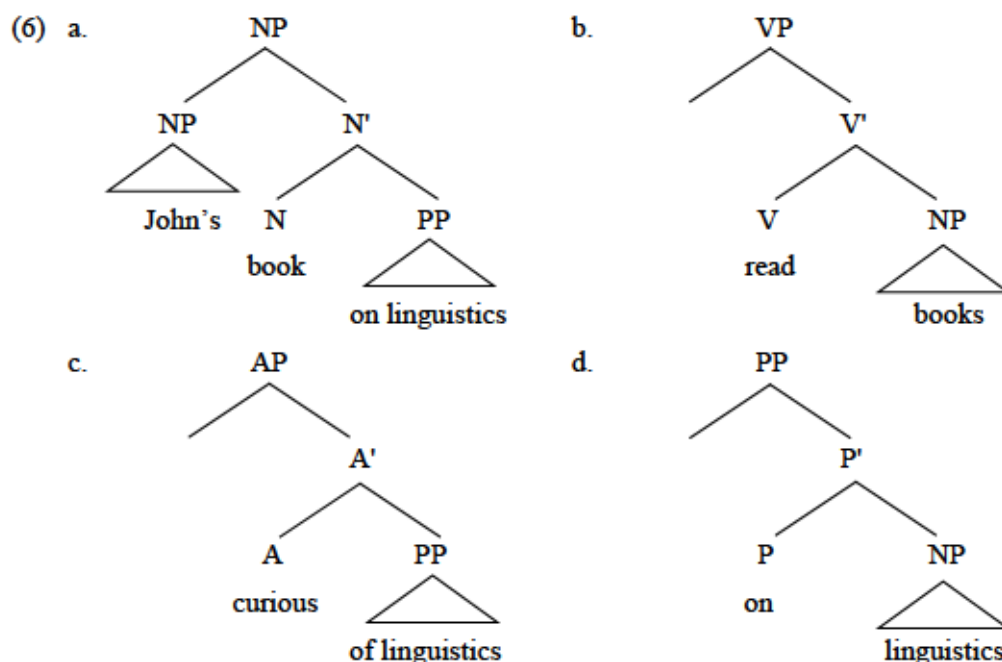 (6) a. NP b. VP
NP N' V'
John’s N PP V NP
book read
on linguistics books
c. AP d. PP
A' P'
A PP P NP
curious on
of linguistics linguistics